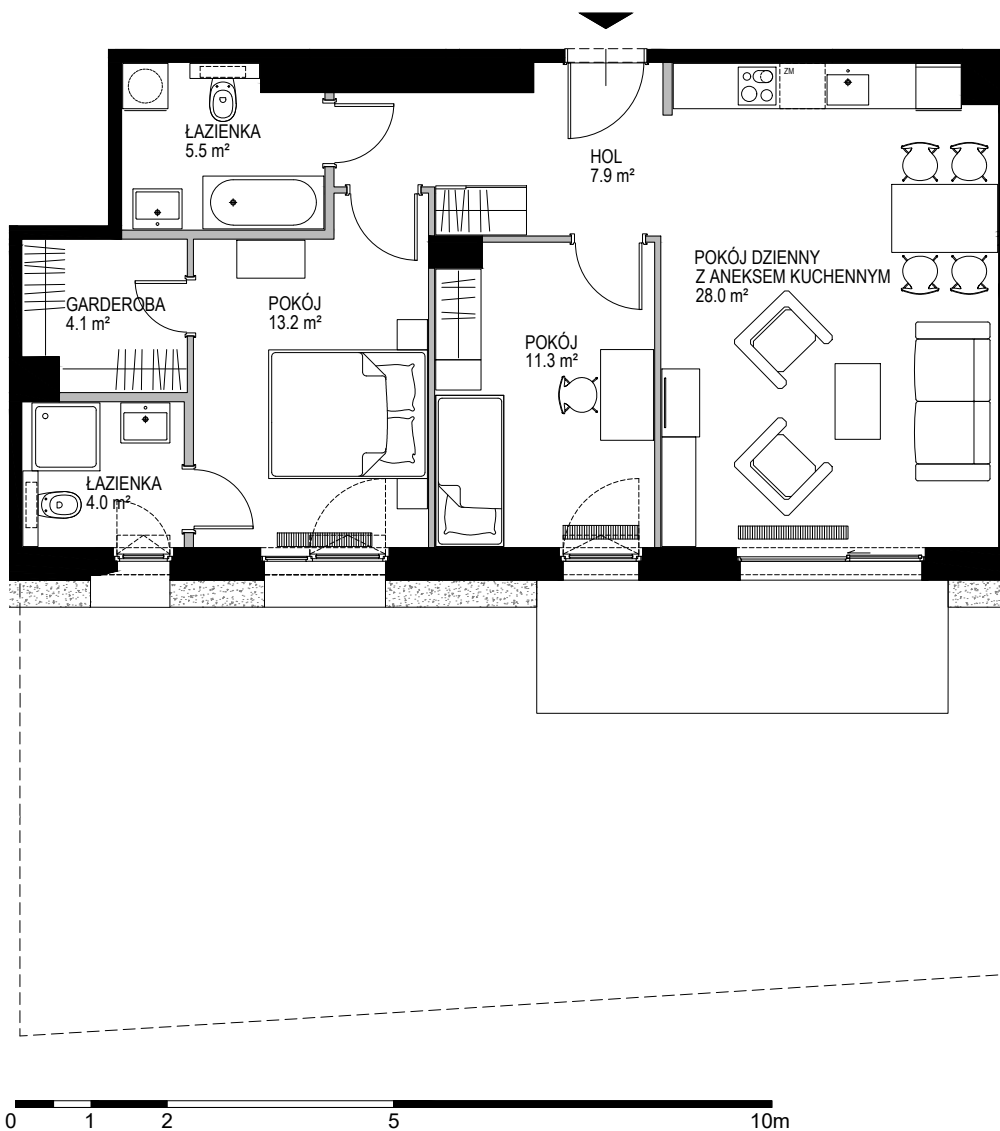 ZM
ŁAZIENKA
5.5 m²
HOL
7.9 m²
POKÓJ DZIENNY
Z ANEKSEM KUCHENNYM
28.0 m²
GARDEROBA
4.1 m²
POKÓJ
13.2 m²
POKÓJ
11.3 m²
ŁAZIENKA
4.0 m²
0 1 2 5 10m